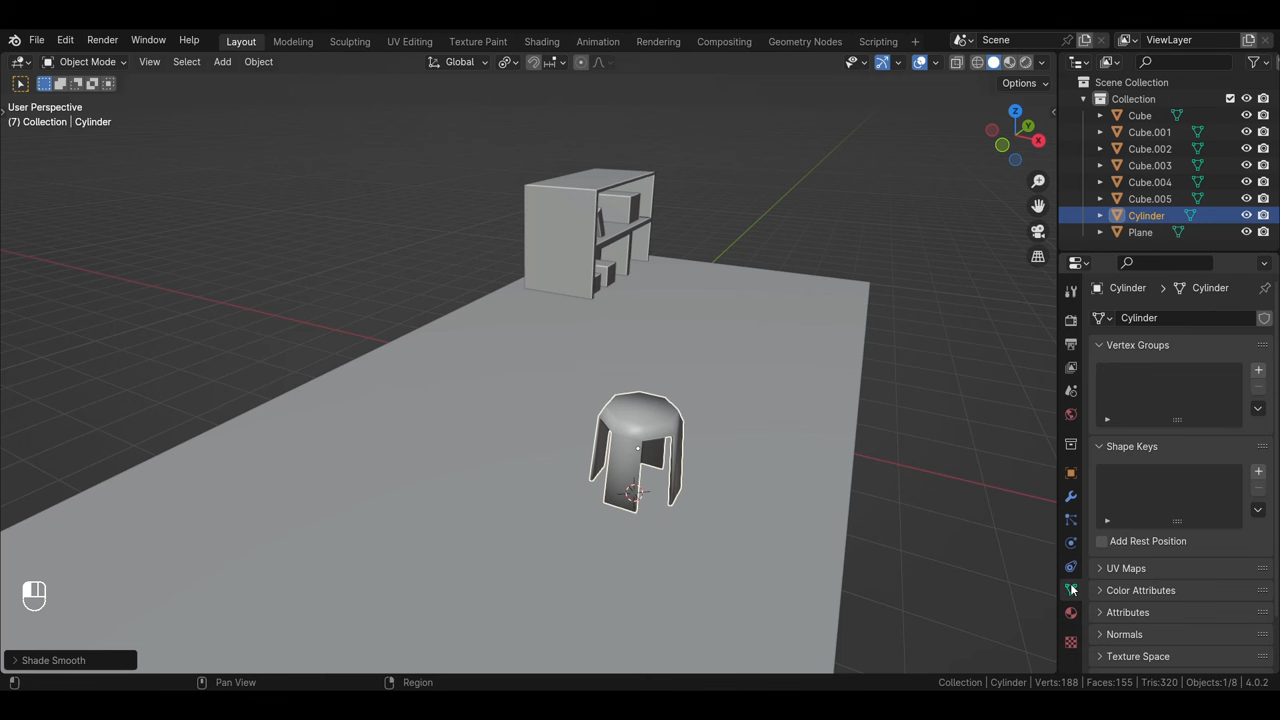 File Edit Render Window Help Layout Modeling Sculpting UV Editing Texture Paint Shading Animation Rendering Compositing Geometry Nodes Scripting + Scene ViewLayer
Object Mode View Select Add Object Global
Options
User Perspective
(7) Collection | Cylinder
Z
Y
X
Scene Collection
Collection
Cube
Cube.001
Cube.002
Cube.003
Cube.004
Cube.005
Cylinder
Plane
Cylinder > Cylinder
Cylinder
Vertex Groups
Shape Keys
Add Rest Position
UV Maps
Color Attributes
Attributes
Normals
Texture Space
Shade Smooth
Pan View Region Collection | Cylinder | Verts:188 | Faces:155 | Tris:320 | Objects:1/8 | 4.0.2